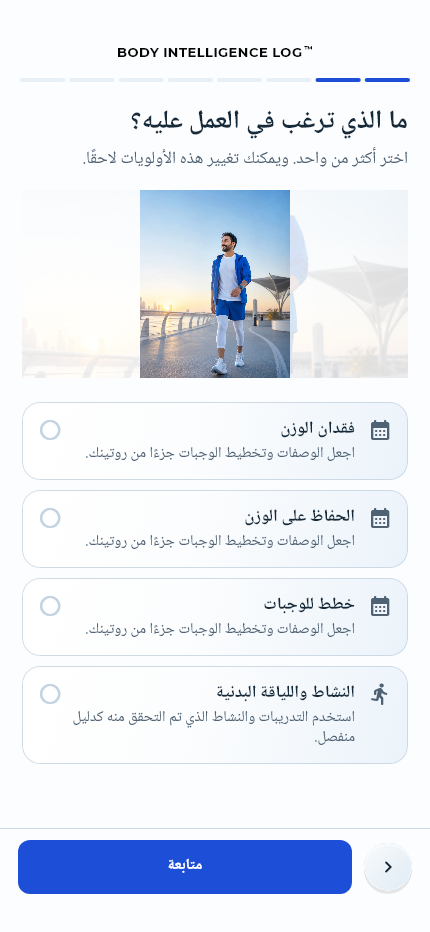 BODY INTELLIGENCE LOG™
ما الذي ترغب في العمل عليه؟
اختر أكثر من واحد. ويمكنك تغيير هذه الأولويات لاحقًا.
فقدان الوزن
اجعل الوصفات وتخطيط الوجبات جزءًا من روتينك.
الحفاظ على الوزن
اجعل الوصفات وتخطيط الوجبات جزءًا من روتينك.
خطط للوجبات
اجعل الوصفات وتخطيط الوجبات جزءًا من روتينك.
النشاط واللياقة البدنية
استخدم التدريبات والنشاط الذي تم التحقق منه كدليل
منفصل.
متابعة